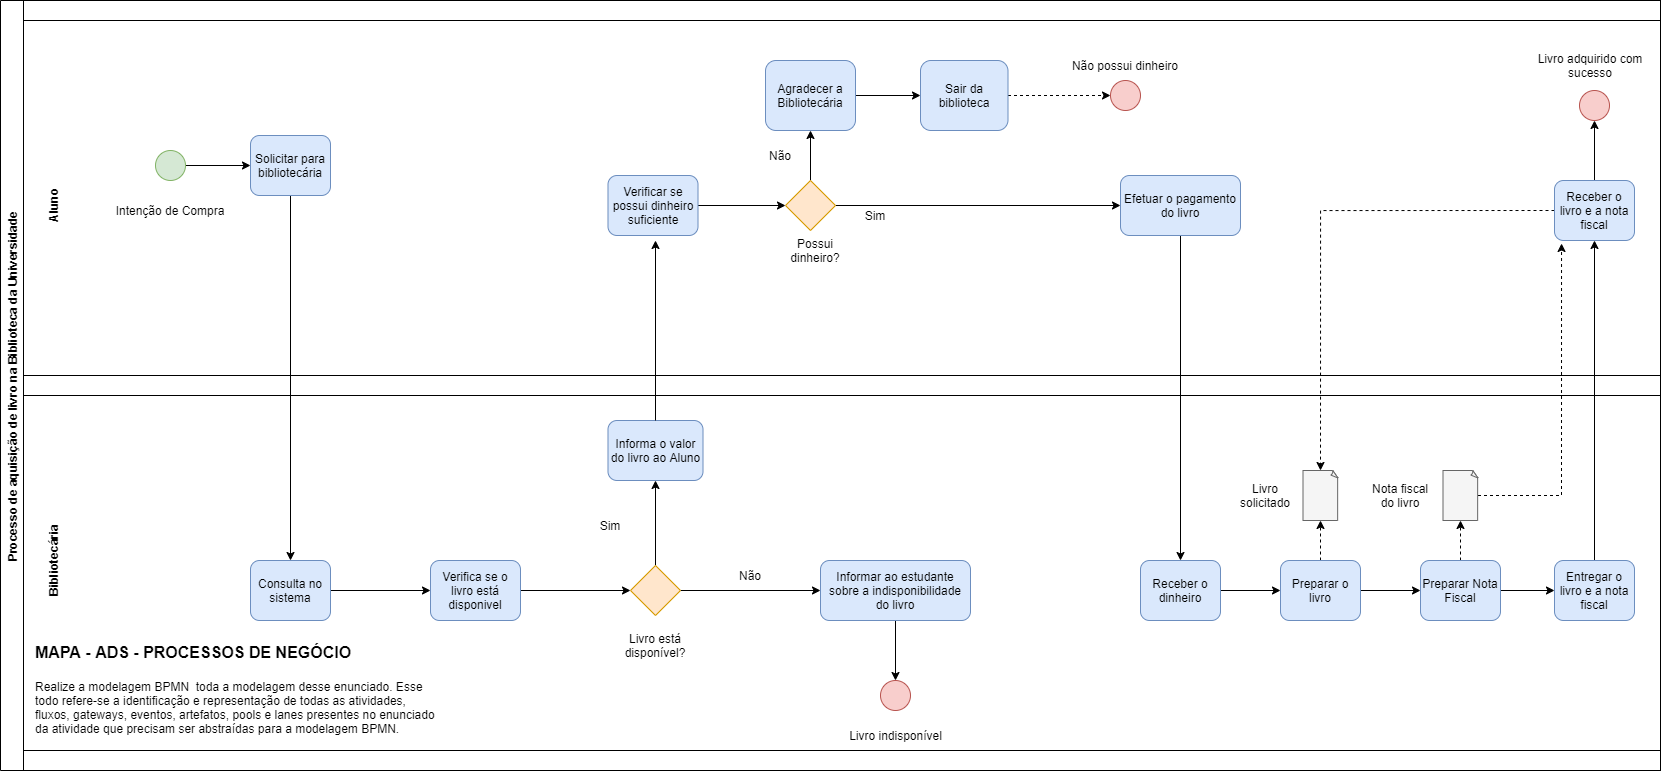 Processo de aquisição de livro na Biblioteca da Universidade
Aluno
Intenção de Compra
Solicitar para
bibliotecária
Verificar se
possui dinheiro
suficiente
Possui
dinheiro?
Não
Agradecer a
Bibliotecária
Sair da
biblioteca
Não possui dinheiro
Sim
Efetuar o pagamento
do livro
Livro adquirido com
sucesso
Receber o
livro e a nota
fiscal
Bibliotecária
Consulta no
sistema
Verifica se o
livro está
disponivel
Livro está
disponível?
Sim
Informa o valor
do livro ao Aluno
Não
Informar ao estudante
sobre a indisponibilidade
do livro
Livro indisponível
Receber o
dinheiro
Preparar o
livro
Livro
solicitado
Preparar Nota
Fiscal
Nota fiscal
do livro
Entregar o
livro e a nota
fiscal
MAPA - ADS - PROCESSOS DE NEGÓCIO
Realize a modelagem BPMN  toda a modelagem desse enunciado. Esse
todo refere-se a identificação e representação de todas as atividades,
fluxos, gateways, eventos, artefatos, pools e lanes presentes no enunciado
da atividade que precisam ser abstraídas para a modelagem BPMN.